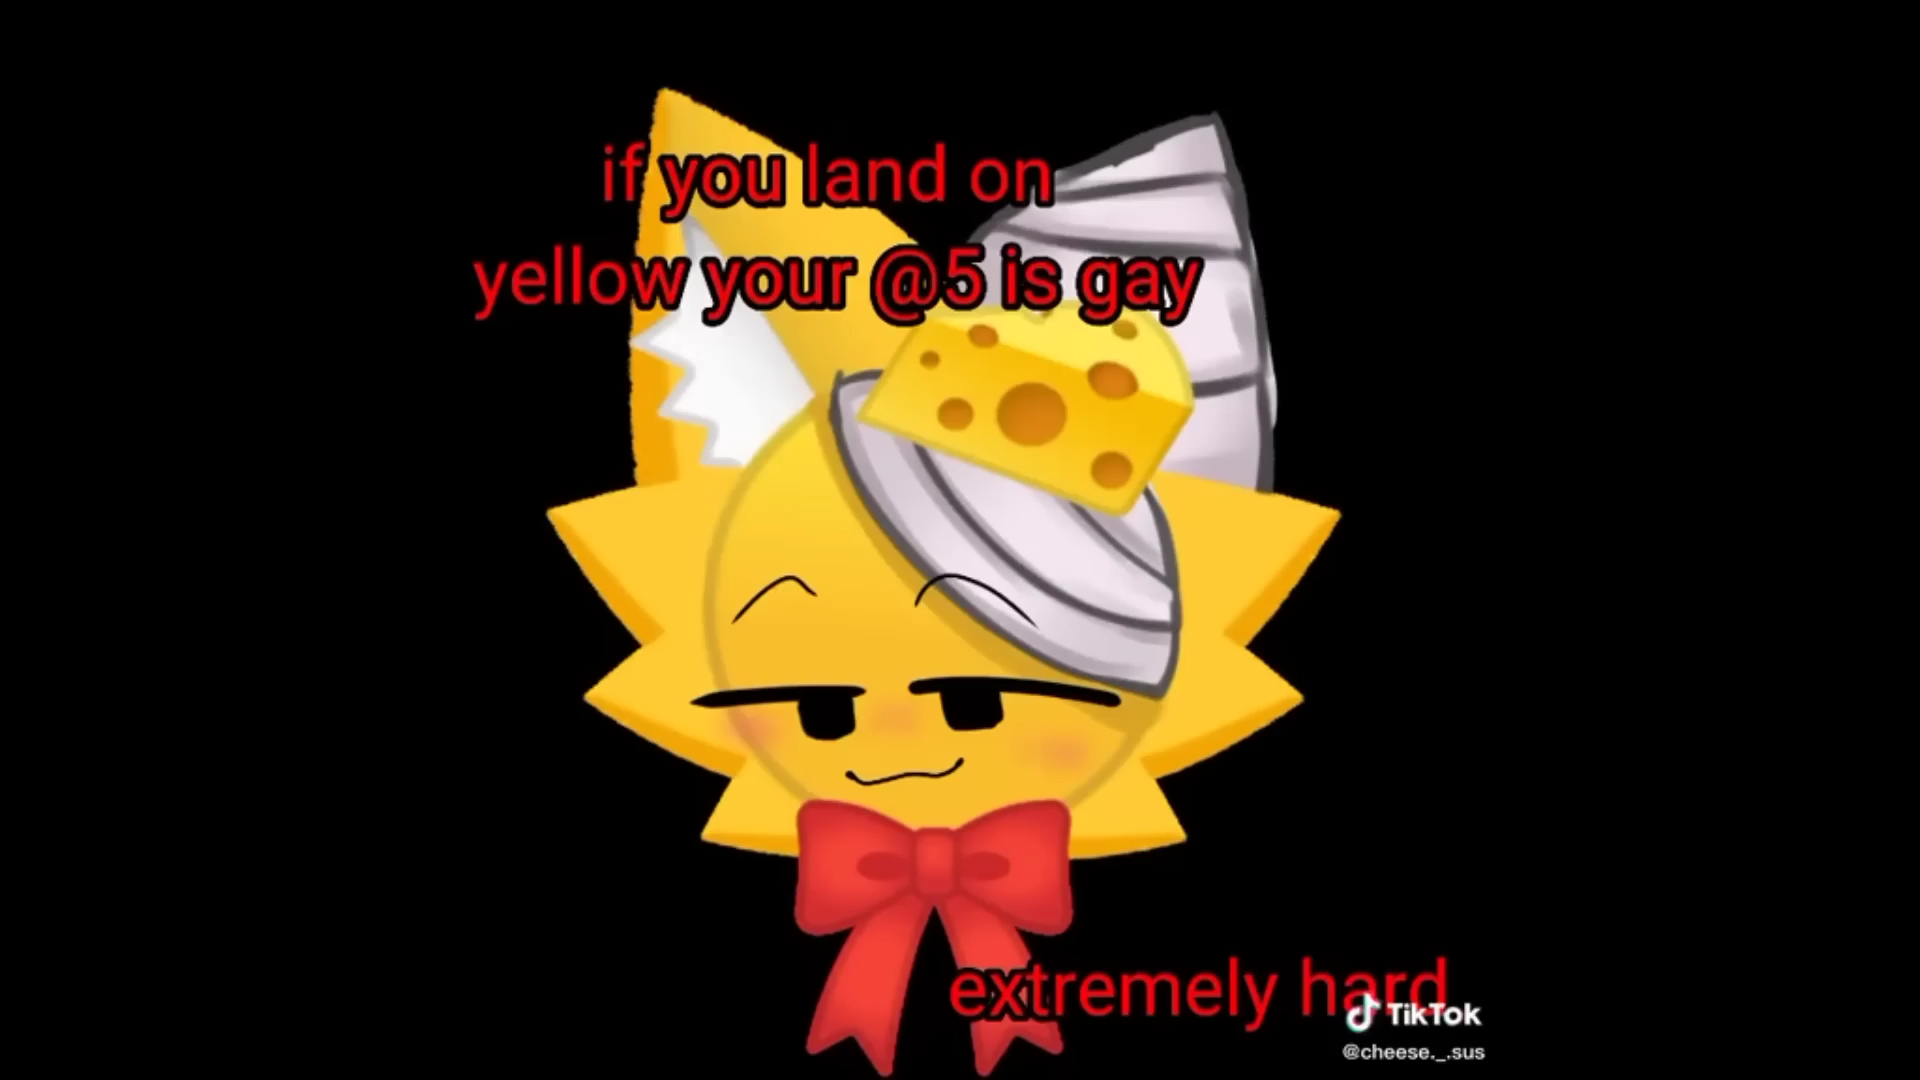 if you land on
yellow your @5 is gay
extremely hard
TikTok
@cheese._.sus